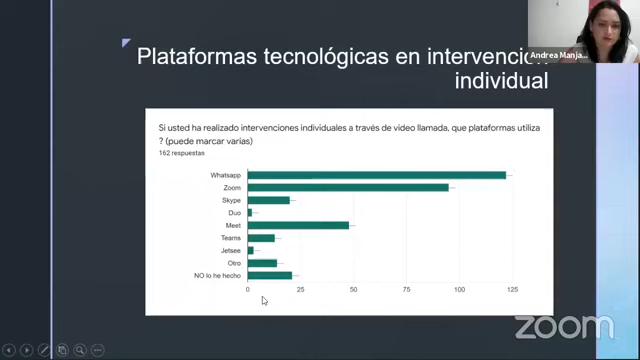 Plataformas tecnológicas en intervención
individual
Andrea Manja...
Si usted ha realizado intervenciones individuales a través de video llamada, que plataformas utiliza
? (puede marcar varias)
162 respuestas
Whatsapp
Zoom
Skype
Duo
Meet
Teams
Jetsee
Otro
NO lo he hecho
0 25 50 75 100 125
zoom